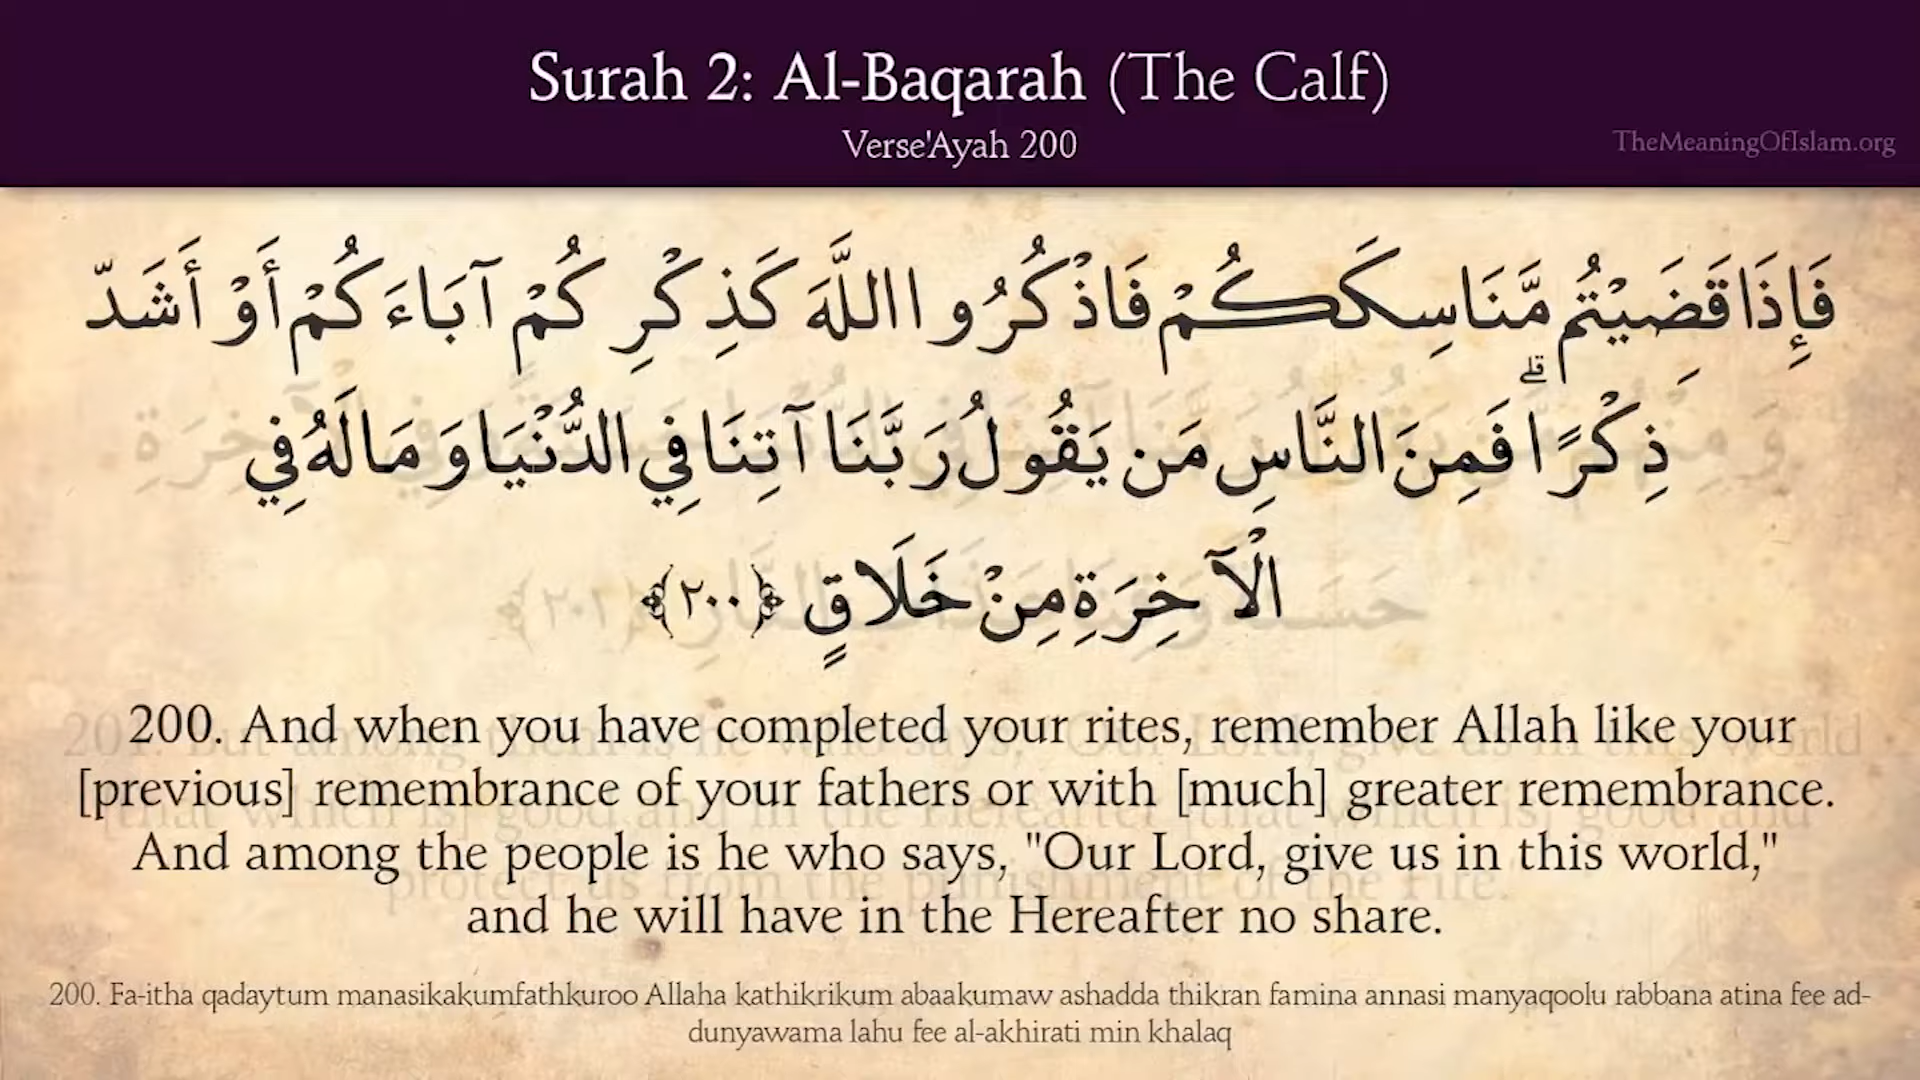 Surah 2: Al-Baqarah (The Calf)
Verse'Ayah 200
TheMeaningOfIslam.org
فَإِذَا قَضَيْتُم مَّنَاسِكَكُمْ فَاذْكُرُوا اللَّهَ كَذِكْرِكُمْ آبَاءَكُمْ أَوْ أَشَدَّ
ذِكْرًا ۗ فَمِنَ النَّاسِ مَن يَقُولُ رَبَّنَا آتِنَا فِي الدُّنْيَا وَمَا لَهُ فِي
الْآخِرَةِ مِنْ خَلَاقٍ ﴿٢٠٠﴾
200. And when you have completed your rites, remember Allah like your
[previous] remembrance of your fathers or with [much] greater remembrance.
And among the people is he who says, "Our Lord, give us in this world,"
and he will have in the Hereafter no share.
200. Fa-itha qadaytum manasikakumfathkuroo Allaha kathikrikum abaakumaw ashadda thikran famina annasi manyaqoolu rabbana atina fee ad-
dunyawama lahu fee al-akhirati min khalaq